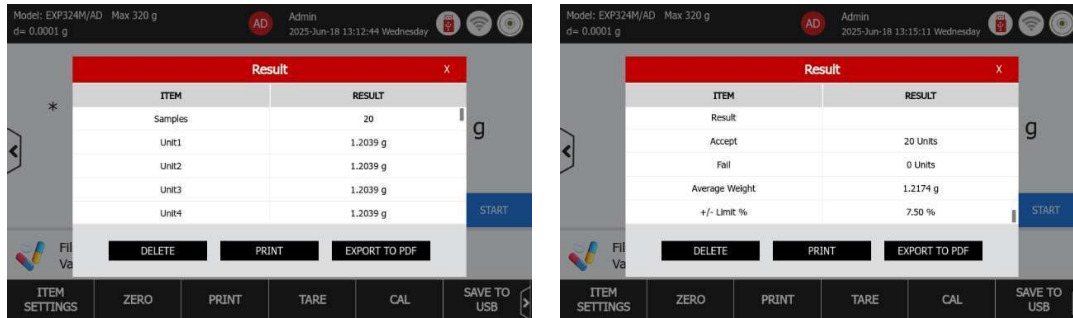 Model: EXP324M/AD Max 320 g
d= 0.0001 g
AD
Admin
2025-Jun-18 13:12:44 Wednesday
Result X
ITEM RESULT
Samples 20
Unit1 1.2039 g
Unit2 1.2039 g
Unit3 1.2039 g
Unit4 1.2039 g
* g
START
DELETE PRINT EXPORT TO PDF
Fil
Va
ITEM SETTINGS ZERO PRINT TARE CAL SAVE TO USB
Model: EXP324M/AD Max 320 g
d= 0.0001 g
AD
Admin
2025-Jun-18 13:15:11 Wednesday
Result X
ITEM RESULT
Result
Accept 20 Units
Fail 0 Units
Average Weight 1.2174 g
+/- Limit % 7.50 %
g
START
DELETE PRINT EXPORT TO PDF
Fil
Va
ITEM SETTINGS ZERO PRINT TARE CAL SAVE TO USB